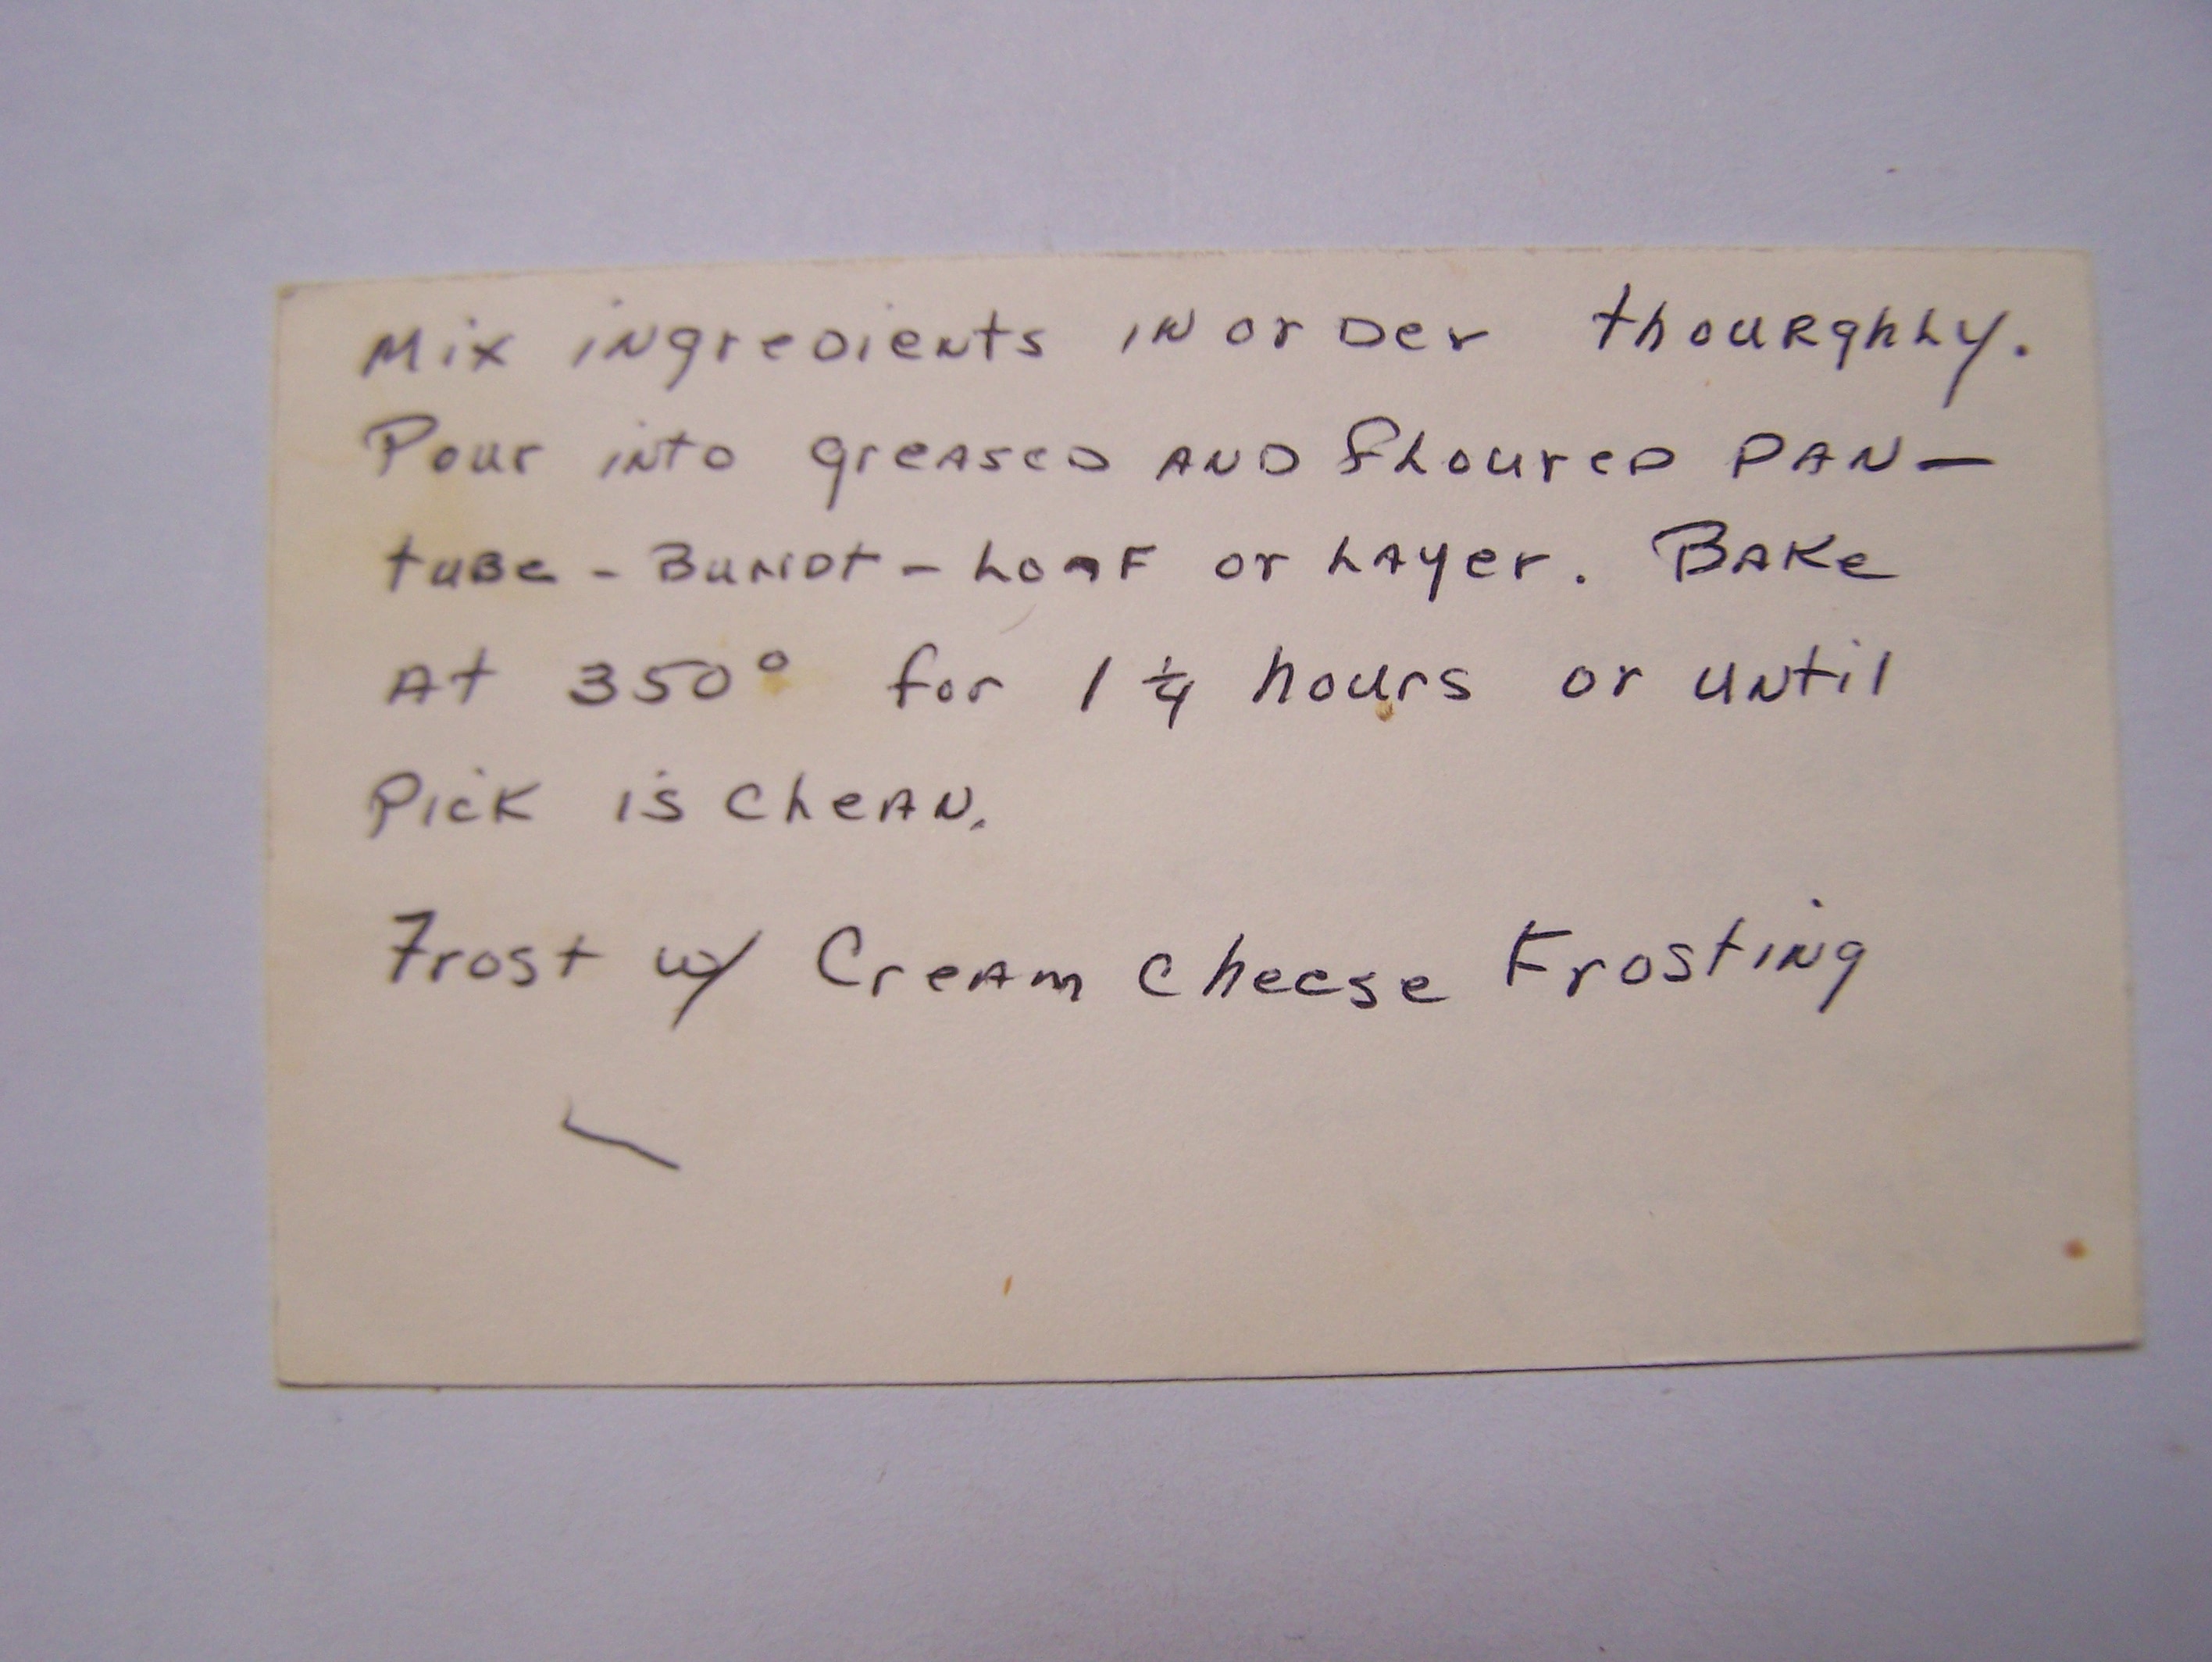 Mix ingredients in order thourghly.
Pour into greased and floured pan—
tube - Bundt - Loaf or Layer. Bake
At 350° for 1 1/4 hours or until
Pick is clean.
Frost w/ Cream cheese Frosting